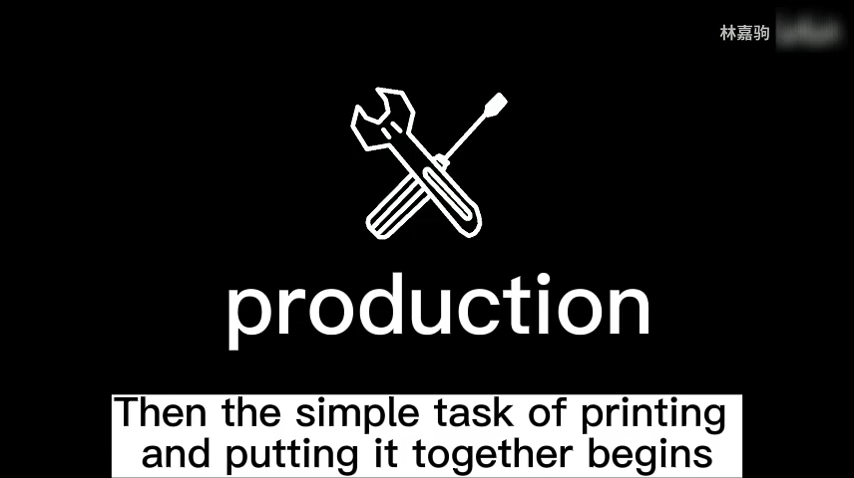 林嘉驹
production
Then the simple task of printing
and putting it together begins